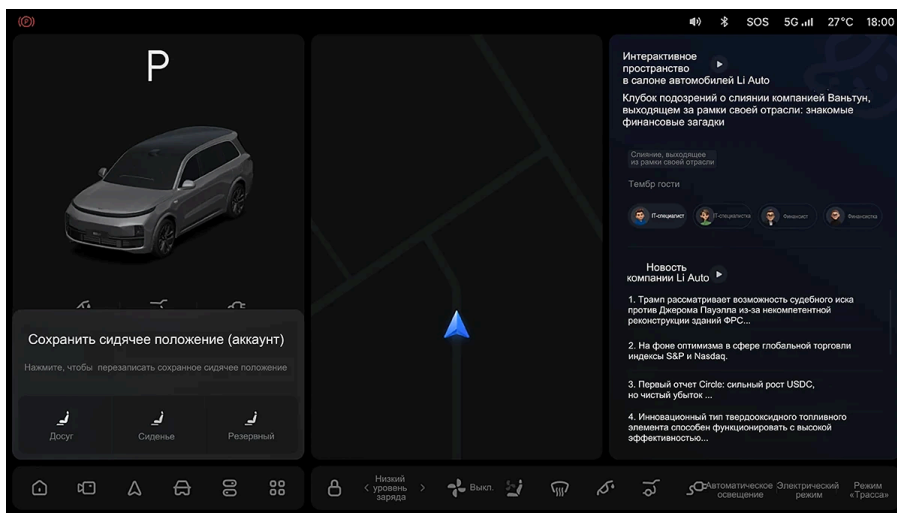 (P)
SOS 5G 27°C 18:00
P
Сохранить сидячее положение (аккаунт)
Нажмите, чтобы перезаписать сохранное сидячее положение
Досуг
Сиденье
Резервный
Интерактивное
пространство
в салоне автомобилей Li Auto
Клубок подозрений о слиянии компанией Ваньтун,
выходящем за рамки своей отрасли: знакомые
финансовые загадки
Слияние, выходящее
из рамки своей отрасли
Тембр гости
IT-специалист
IT-специалистка
Финансист
Финансистка
Новость
компании Li Auto
1. Трамп рассматривает возможность судебного иска
против Джерома Пауэлла из-за некомпетентной
реконструкции зданий ФРС...
2. На фоне оптимизма в сфере глобальной торговли
индексы S&P и Nasdaq.
3. Первый отчет Circle: сильный рост USDC,
но чистый убыток ...
4. Инновационный тип твердооксидного топливного
элемента способен функционировать с высокой
эффективностью...
Низкий
уровень
заряда
Выкл.
Автоматическое
освещение
Электрический
режим
Режим
«Трасса»